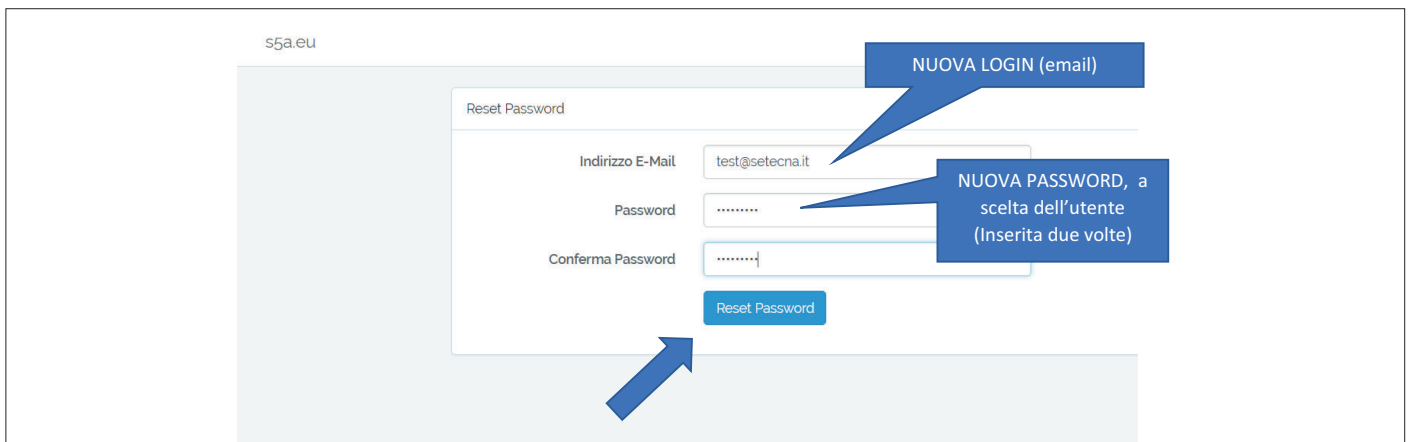 s5a.eu
NUOVA LOGIN (email)
Reset Password
Indirizzo E-Mail test@setecna.it
NUOVA PASSWORD, a
scelta dell’utente
(Inserita due volte)
Password •••••••••
Conferma Password •••••••••
Reset Password